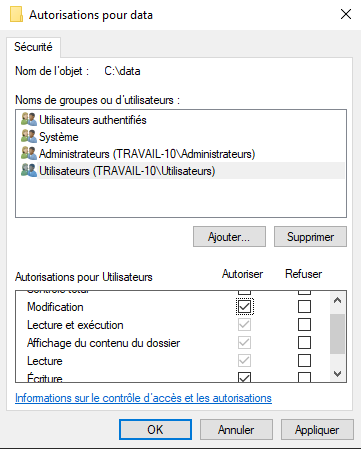 Autorisations pour data
Sécurité
Nom de l'objet : C:\data
Noms de groupes ou d'utilisateurs :
Utilisateurs authentifiés
Système
Administrateurs (TRAVAIL-10\Administrateurs)
Utilisateurs (TRAVAIL-10\Utilisateurs)
Ajouter... Supprimer
Autorisations pour Utilisateurs Autoriser Refuser
Contrôle total
Modification
Lecture et exécution
Affichage du contenu du dossier
Lecture
Écriture
Informations sur le contrôle d'accès et les autorisations
OK Annuler Appliquer